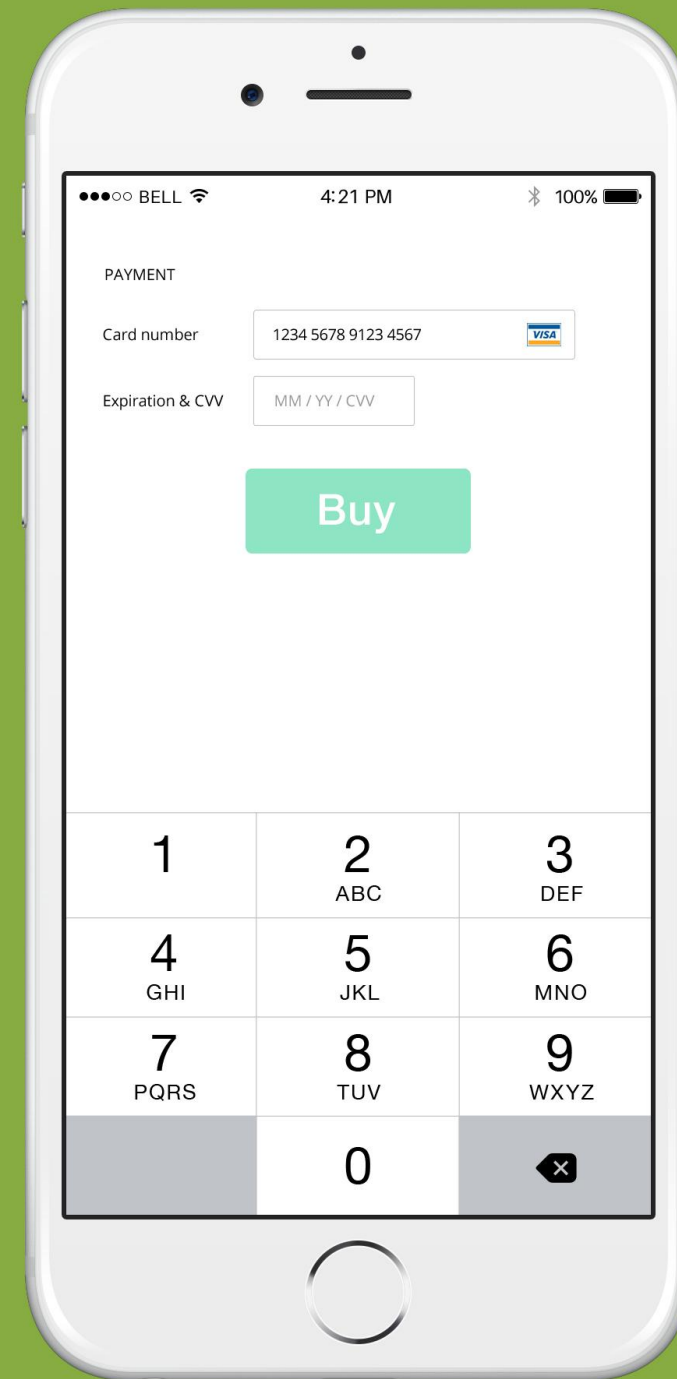 BELL 4:21 PM 100%
PAYMENT
Card number 1234 5678 9123 4567 VISA
Expiration & CVV MM / YY / CVV
Buy
1 2 3
ABC DEF
4 5 6
GHI JKL MNO
7 8 9
PQRS TUV WXYZ
0